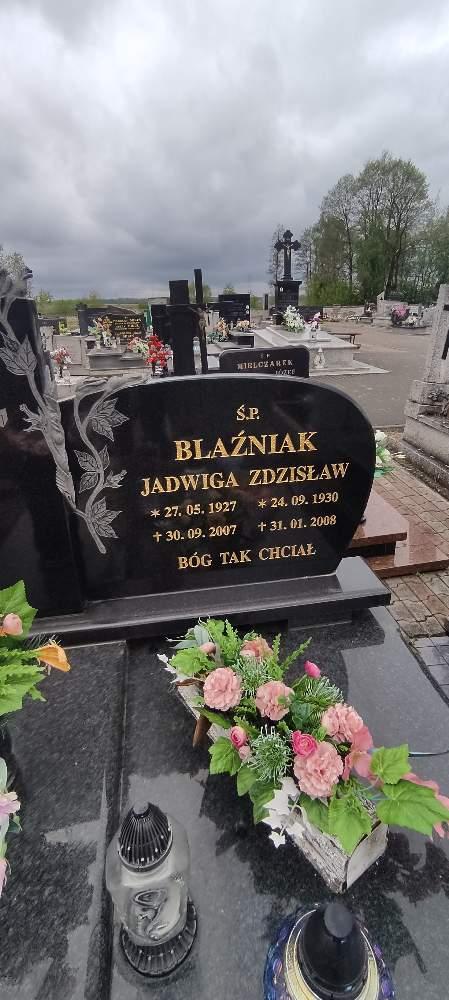 Ś.P.
MIELCZAREK
JÓZEF
Ś.P.
BLAŹNIAK
JADWIGA ZDZISŁAW
* 27. 05. 1927 * 24. 09. 1930
✝ 30. 09. 2007 ✝ 31. 01. 2008
BÓG TAK CHCIAŁ